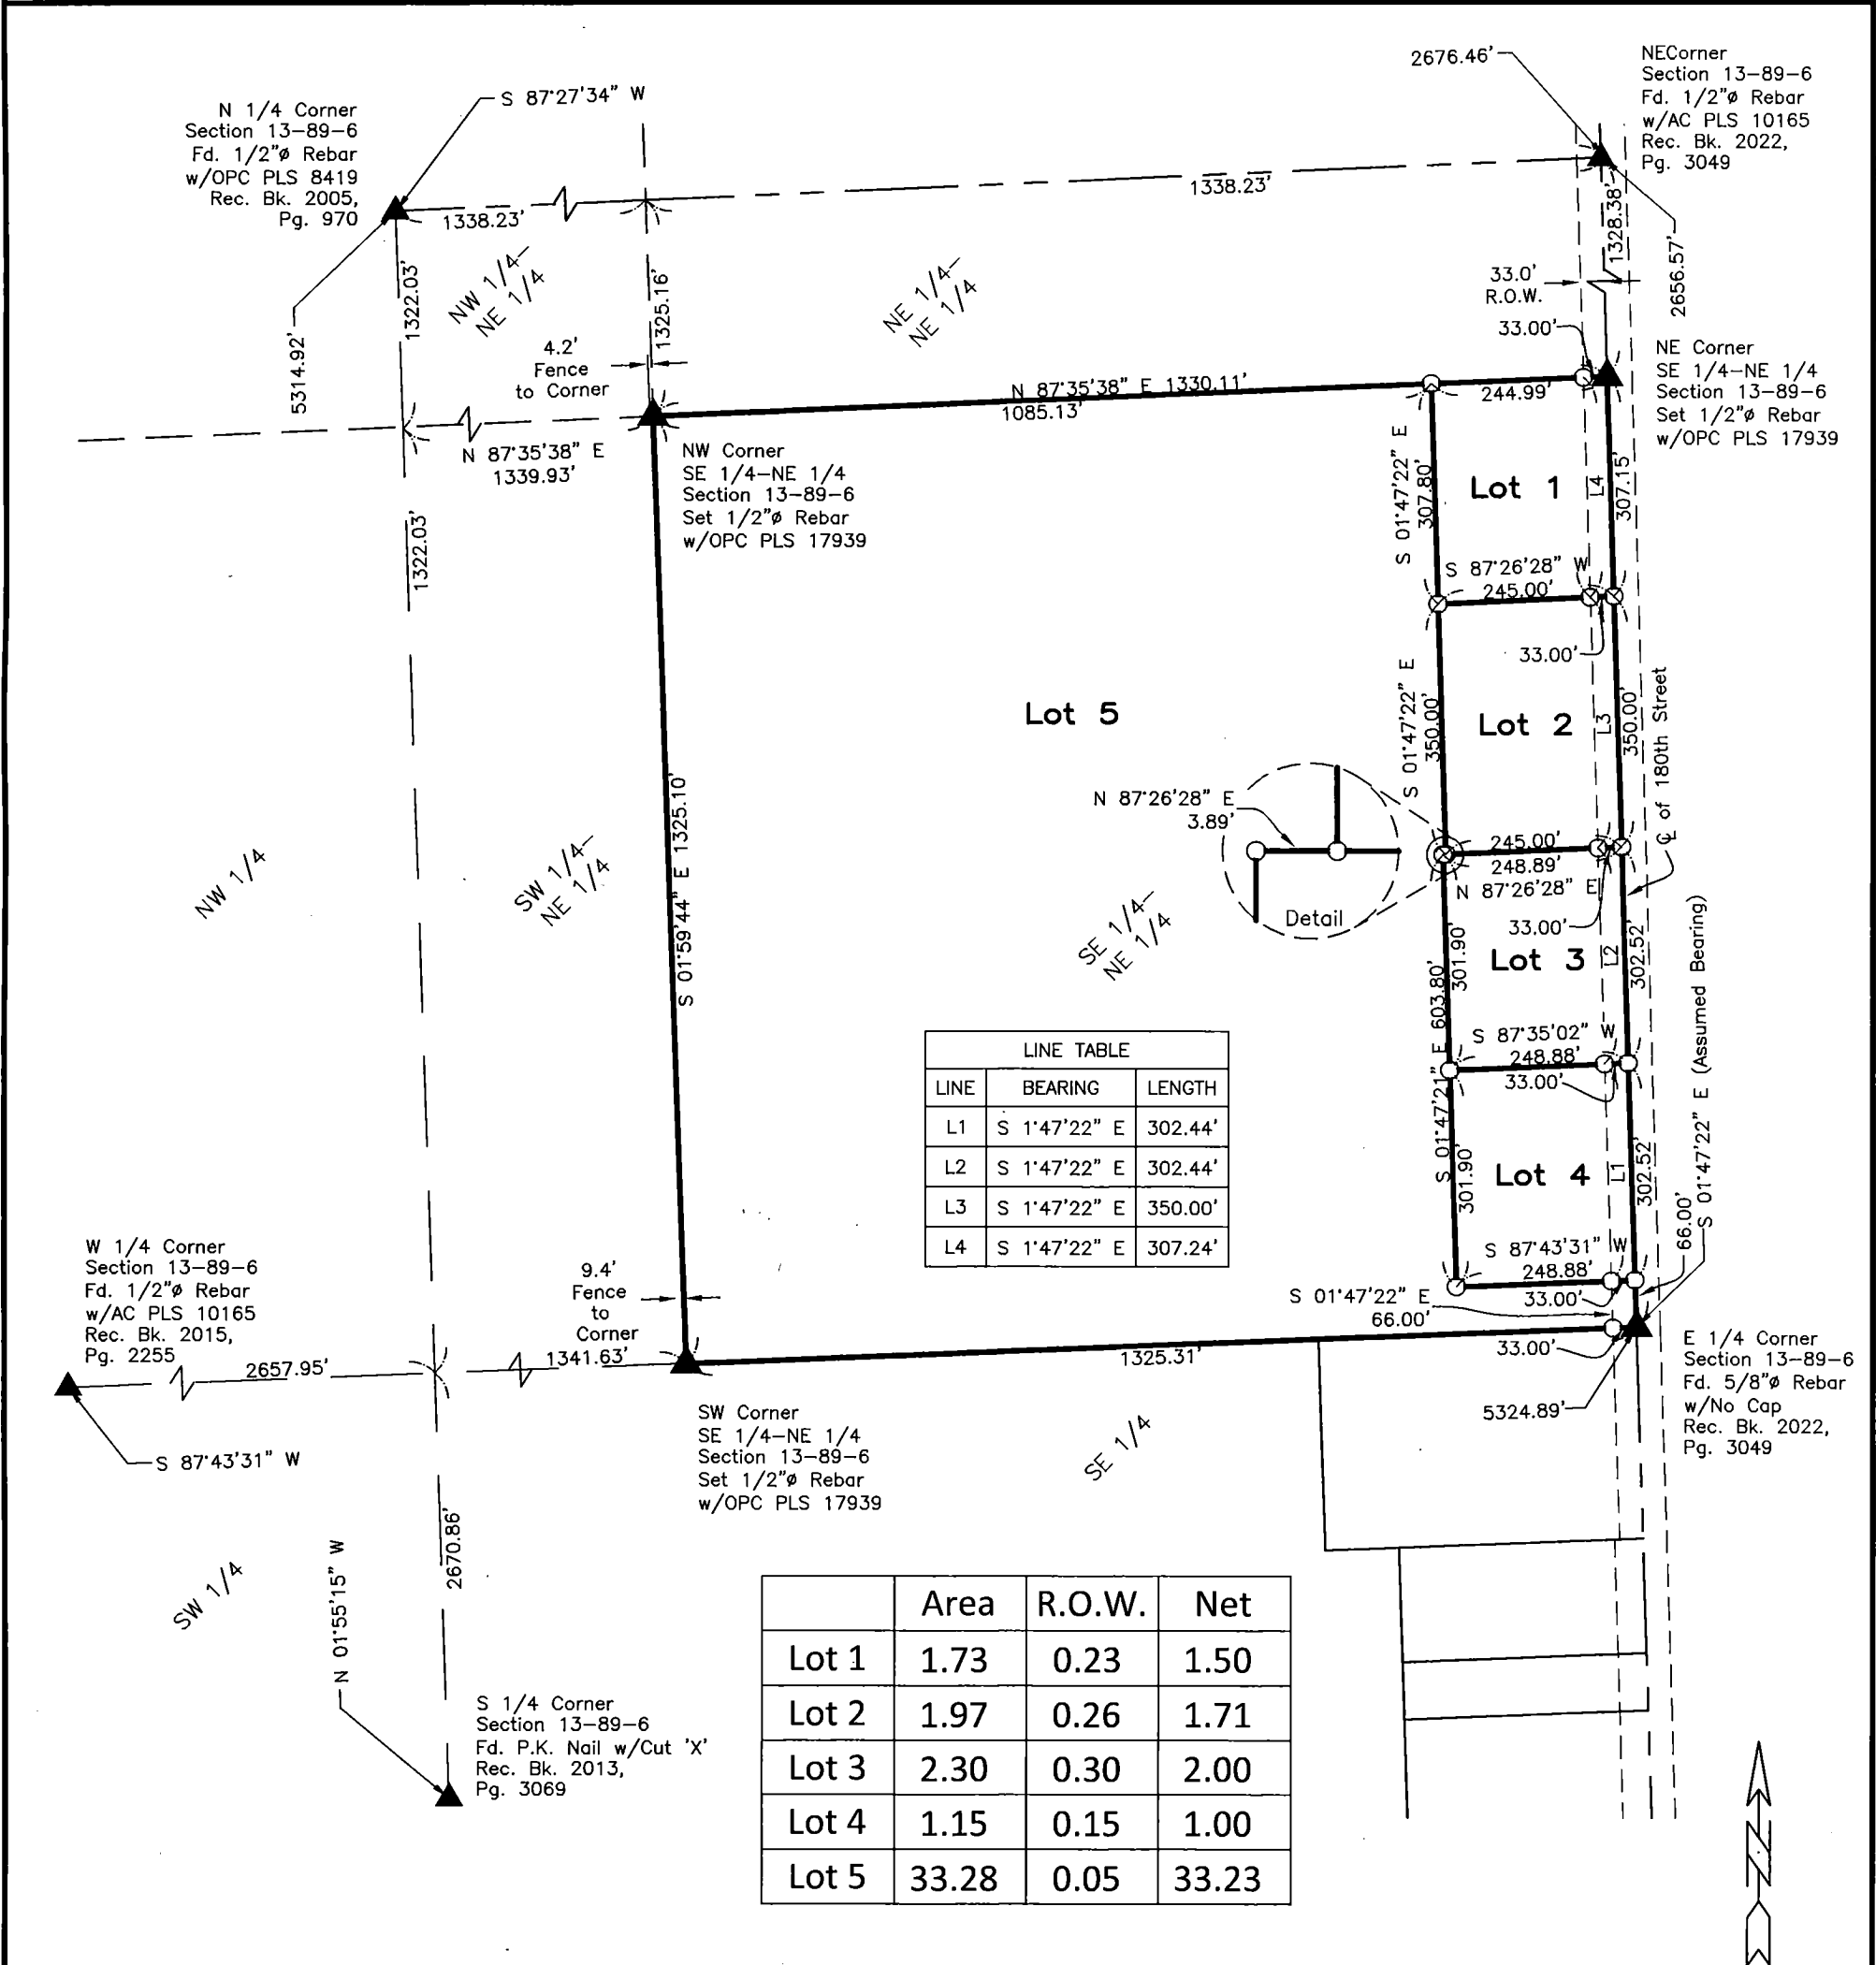 N 1/4 Corner
Section 13-89-6
Fd. 1/2"ø Rebar
w/OPC PLS 8419
Rec. Bk. 2005,
Pg. 970
S 87°27'34" W
2676.46'
NECorner
Section 13-89-6
Fd. 1/2"ø Rebar
w/AC PLS 10165
Rec. Bk. 2022,
Pg. 3049
1338.23'
1338.23'
1328.38'
2656.57'
5314.92'
1322.03'
NW 1/4-
NE 1/4
1325.16'
NE 1/4-
NE 1/4
33.0'
R.O.W.
33.00'
4.2'
Fence
to Corner
NE Corner
SE 1/4-NE 1/4
Section 13-89-6
Set 1/2"ø Rebar
w/OPC PLS 17939
N 87°35'38" E 1330.11'
1085.13'
244.99'
N 87°35'38" E
1339.93'
NW Corner
SE 1/4-NE 1/4
Section 13-89-6
Set 1/2"ø Rebar
w/OPC PLS 17939
1322.03'
S 01°47'22" E
307.80'
Lot 1
L4
307.15'
S 87°26'28" W
245.00'
33.00'
Lot 5
S 01°47'22" E
350.00'
Lot 2
L3
350.00'
℄ of 180th Street
N 87°26'28" E
3.89'
Detail
245.00'
248.89'
N 87°26'28" E
33.00'
NW 1/4
SW 1/4-
NE 1/4
S 01°59'44" E 1325.10'
SE 1/4-
NE 1/4
S 01°47'21" E 603.80'
301.90'
Lot 3
L2
302.52'
S 87°35'02" W
248.88'
33.00'
S 01°47'22" E (Assumed Bearing)
LINE TABLE
LINE BEARING LENGTH
L1 S 1°47'22" E 302.44'
L2 S 1°47'22" E 302.44'
L3 S 1°47'22" E 350.00'
L4 S 1°47'22" E 307.24'
301.90'
Lot 4
L1
302.52'
66.00'
S 87°43'31" W
248.88'
33.00'
S 01°47'22" E
66.00'
W 1/4 Corner
Section 13-89-6
Fd. 1/2"ø Rebar
w/AC PLS 10165
Rec. Bk. 2015,
Pg. 2255
9.4'
Fence
to
Corner
2657.95'
1341.63'
1325.31'
33.00'
5324.89'
E 1/4 Corner
Section 13-89-6
Fd. 5/8"ø Rebar
w/No Cap
Rec. Bk. 2022,
Pg. 3049
S 87°43'31" W
SW Corner
SE 1/4-NE 1/4
Section 13-89-6
Set 1/2"ø Rebar
w/OPC PLS 17939
SE 1/4
SW 1/4
N 01°55'15" W
2670.86'
S 1/4 Corner
Section 13-89-6
Fd. P.K. Nail w/Cut 'X'
Rec. Bk. 2013,
Pg. 3069
Area R.O.W. Net
Lot 1 1.73 0.23 1.50
Lot 2 1.97 0.26 1.71
Lot 3 2.30 0.30 2.00
Lot 4 1.15 0.15 1.00
Lot 5 33.28 0.05 33.23
N